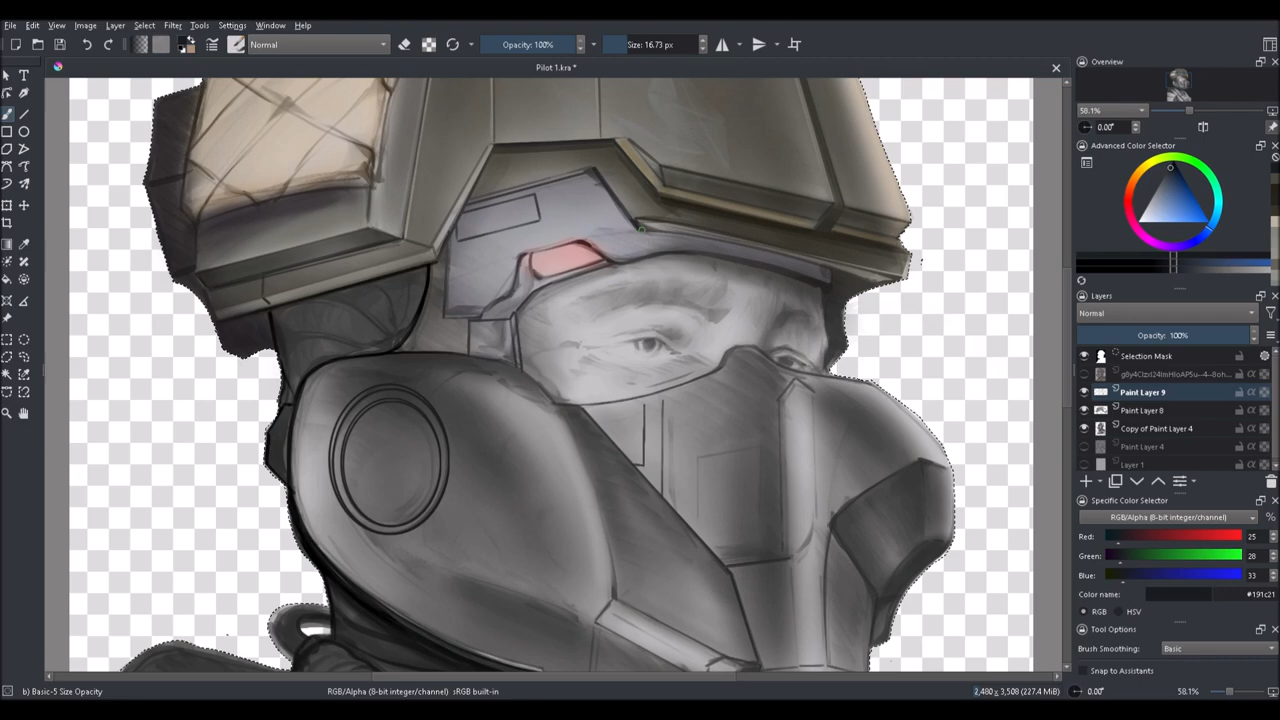 File Edit View Image Layer Select Filter Tools Settings Window Help
Normal Opacity: 100% Size: 16.73 px
Pilot 1.kra *
Overview
58.1%
0.00°
Advanced Color Selector
Layers
Normal
Opacity: 100%
Selection Mask
Paint Layer 9
Paint Layer 8
Copy of Paint Layer 4
Paint Layer 4
Layer 1
Specific Color Selector
RGB/Alpha (8-bit integer/channel) %
Red: 25
Green: 28
Blue: 33
Color name: #191c21
RGB HSV
Tool Options
Brush Smoothing: Basic
Snap to Assistants
b) Basic-5 Size Opacity RGB/Alpha (8-bit integer/channel) sRGB built-in 2,480 x 3,508 (227.4 MiB) 0.00° 58.1%